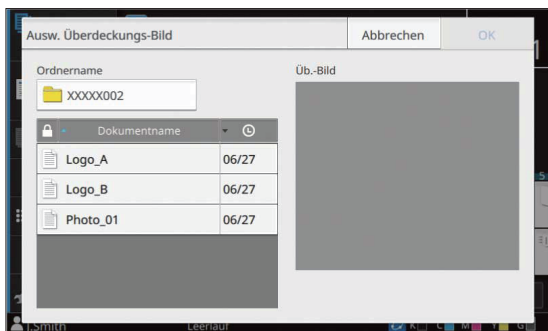 Ausw. Überdeckungs-Bild
Abbrechen
OK
Ordnername
Üb.-Bild
XXXXX002
Dokumentname
Logo_A 06/27
Logo_B 06/27
Photo_01 06/27
Leerlauf
K C M Y G